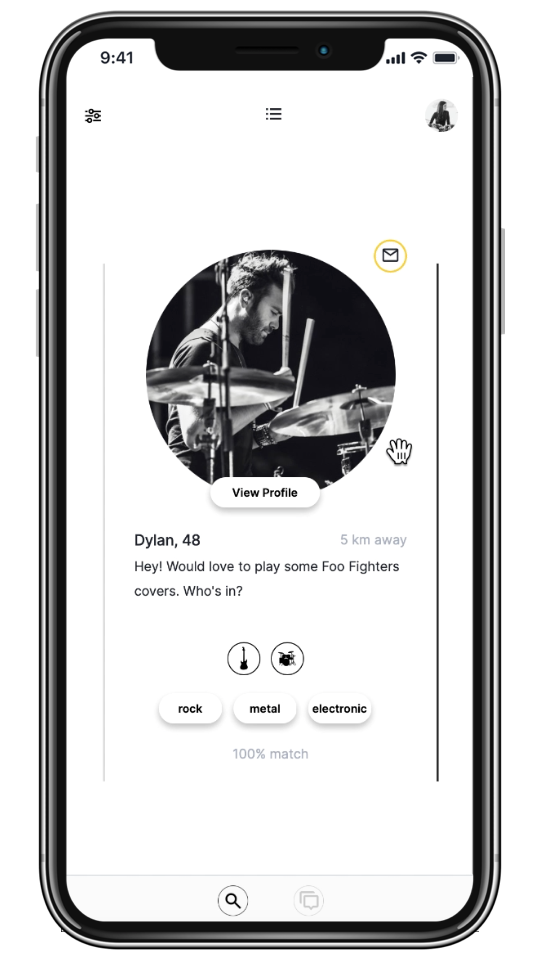 9:41
View Profile
Dylan, 48
5 km away
Hey! Would love to play some Foo Fighters
covers. Who's in?
rock
metal
electronic
100% match